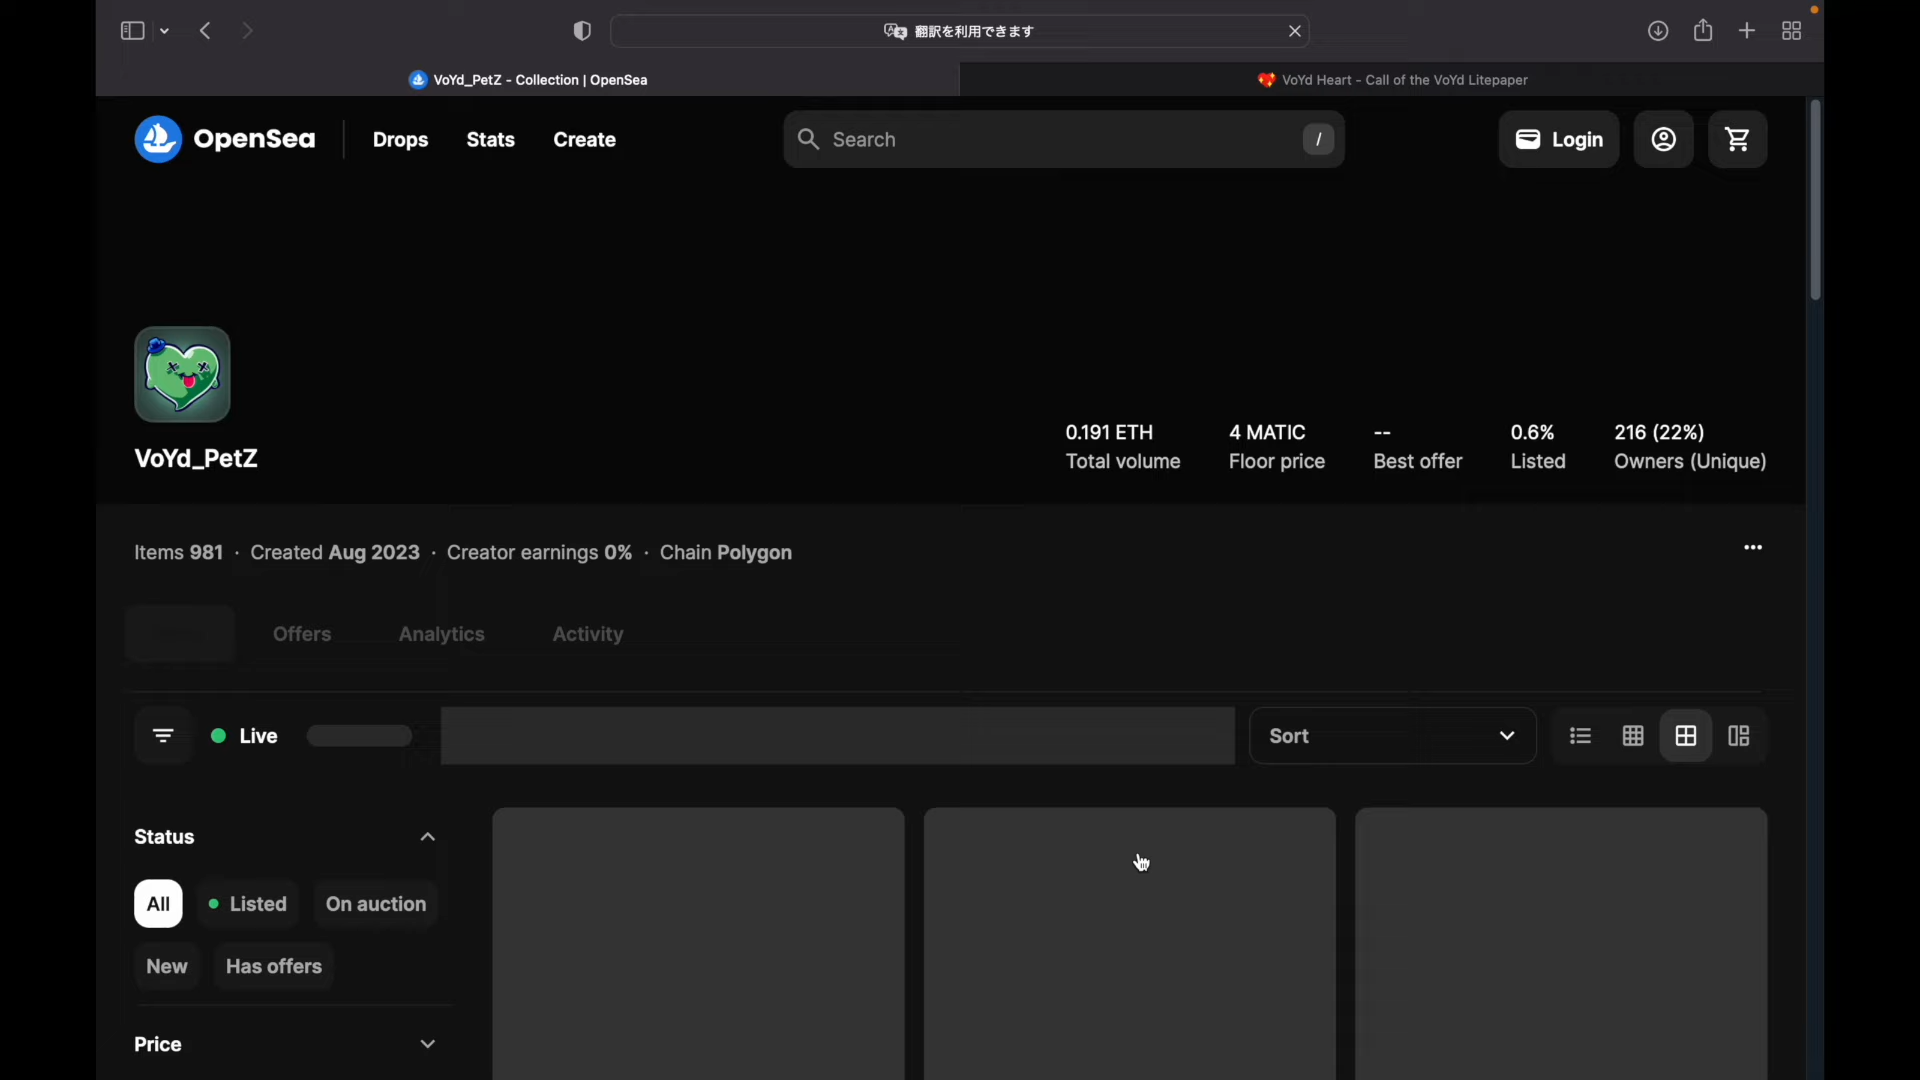 翻訳を利用できます
VoYd_PetZ - Collection | OpenSea
VoYd Heart - Call of the VoYd Litepaper
OpenSea
Drops
Stats
Create
Search
/
Login
VoYd_PetZ
0.191 ETH
Total volume
4 MATIC
Floor price
--
Best offer
0.6%
Listed
216 (22%)
Owners (Unique)
Items 981 · Created Aug 2023 · Creator earnings 0% · Chain Polygon
Offers
Analytics
Activity
Live
Sort
Status
All
Listed
On auction
New
Has offers
Price